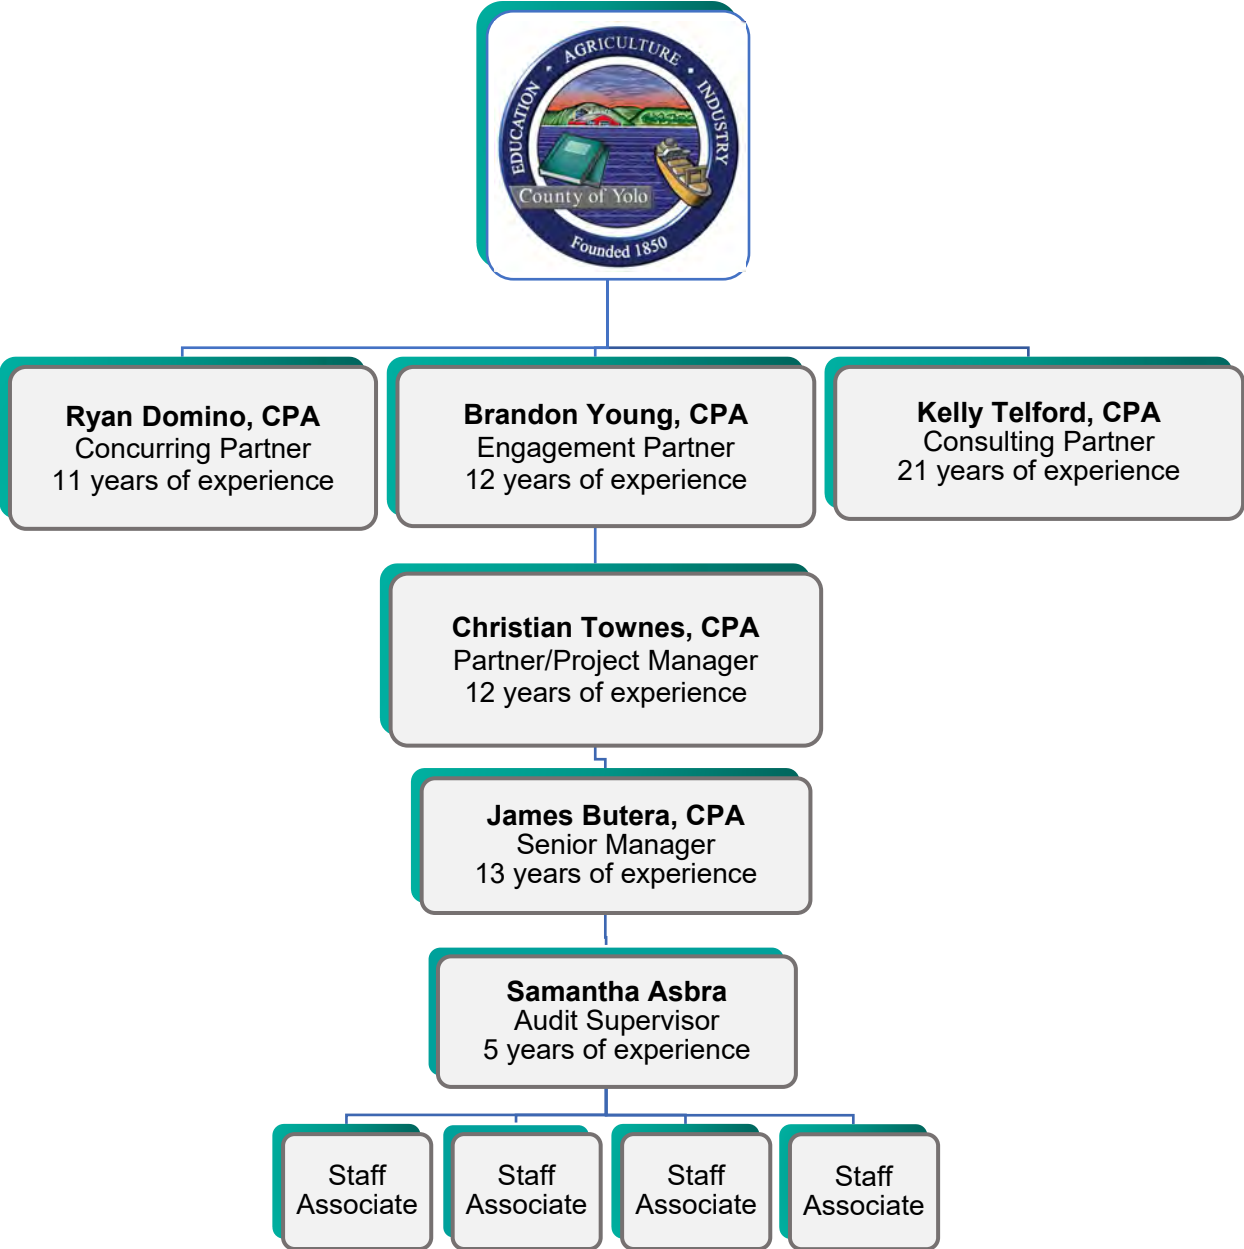 EDUCATION • AGRICULTURE • INDUSTRY
County of Yolo
Founded 1850
Ryan Domino, CPA
Concurring Partner
11 years of experience
Brandon Young, CPA
Engagement Partner
12 years of experience
Kelly Telford, CPA
Consulting Partner
21 years of experience
Christian Townes, CPA
Partner/Project Manager
12 years of experience
James Butera, CPA
Senior Manager
13 years of experience
Samantha Asbra
Audit Supervisor
5 years of experience
Staff
Associate
Staff
Associate
Staff
Associate
Staff
Associate